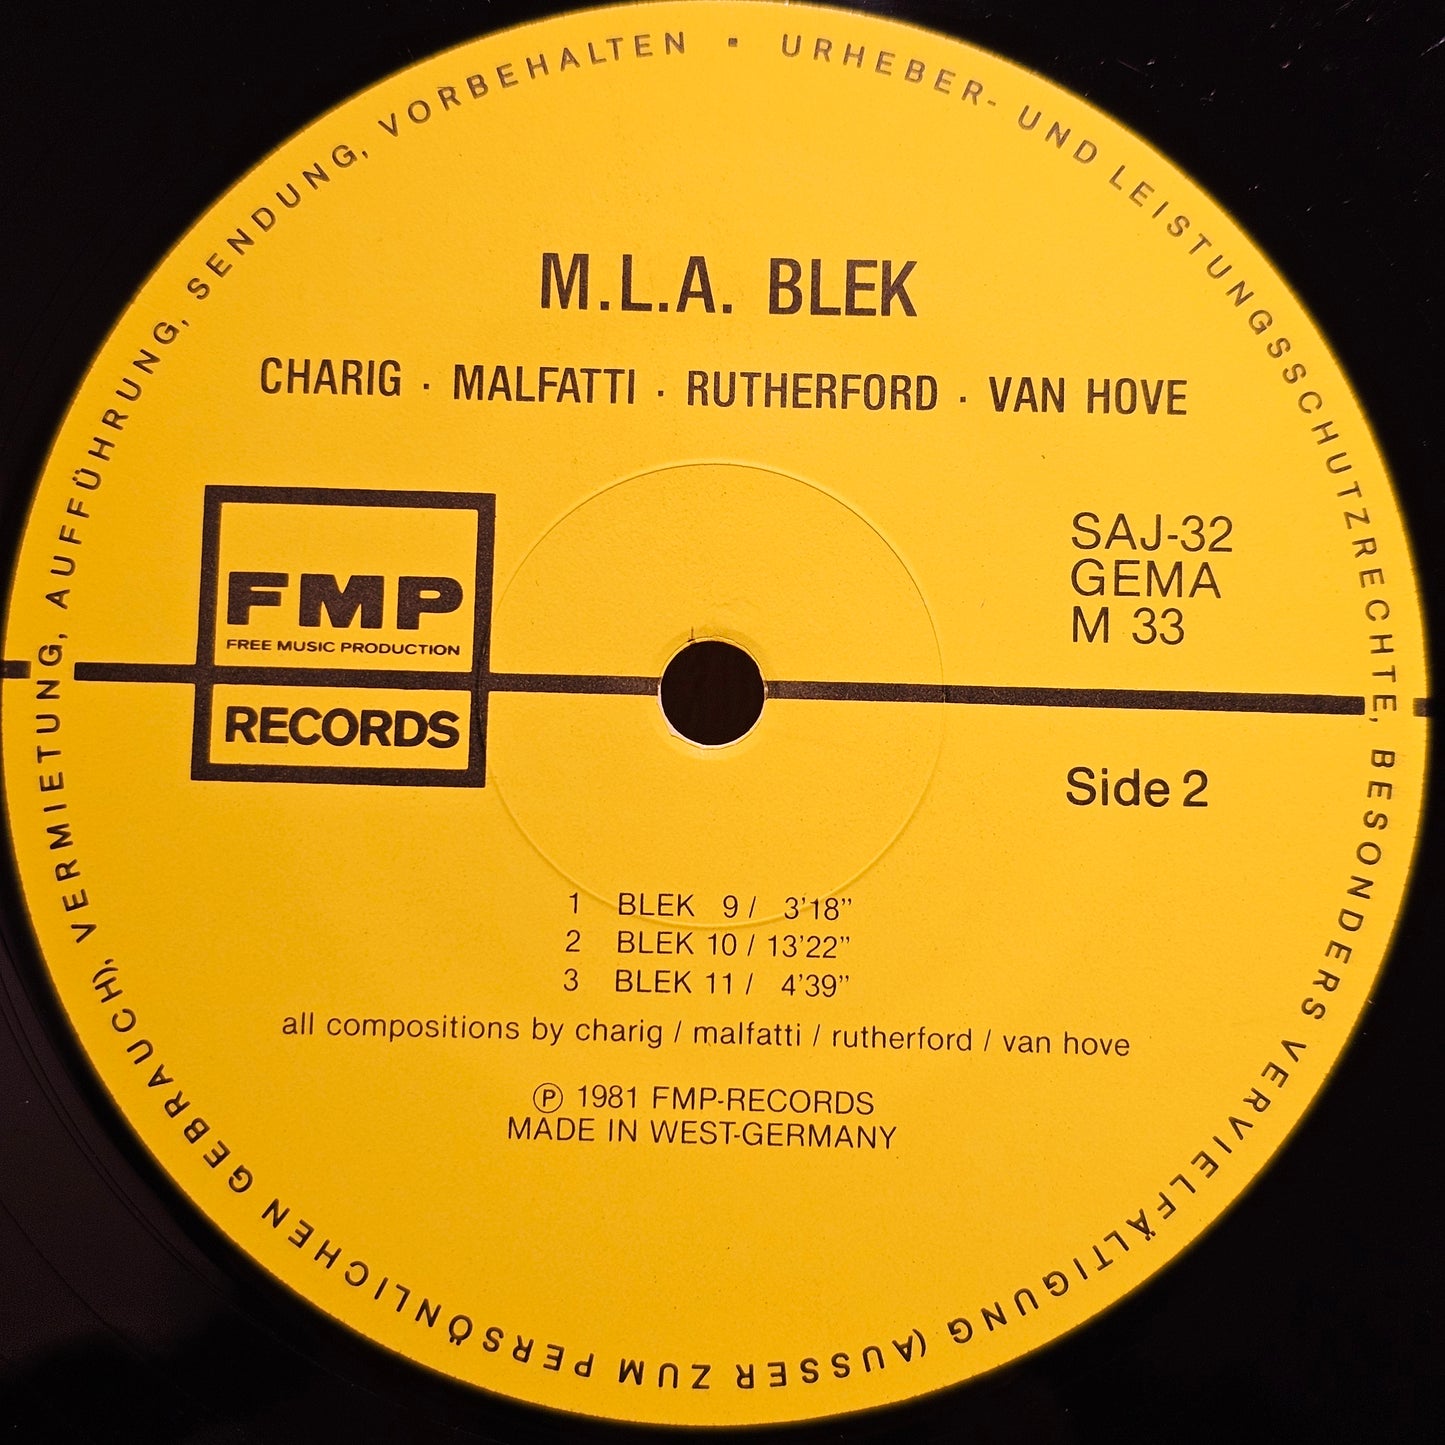 URHEBER- UND LEISTUNGSSCHUTZRECHTE, BESONDERS VERVIELFÄLTIGUNG (AUSSER ZUM PERSÖNLICHEN GEBRAUCH), VERMIETUNG, AUFFÜHRUNG, SENDUNG, VORBEHALTEN ·
M.L.A. BLEK
CHARIG · MALFATTI · RUTHERFORD · VAN HOVE
FMP
FREE MUSIC PRODUCTION
RECORDS
SAJ-32
GEMA
M 33
Side 2
1 BLEK 9 / 3'18”
2 BLEK 10 / 13'22”
3 BLEK 11 / 4'39”
all compositions by charig / malfatti / rutherford / van hove
Ⓟ 1981 FMP-RECORDS
MADE IN WEST-GERMANY